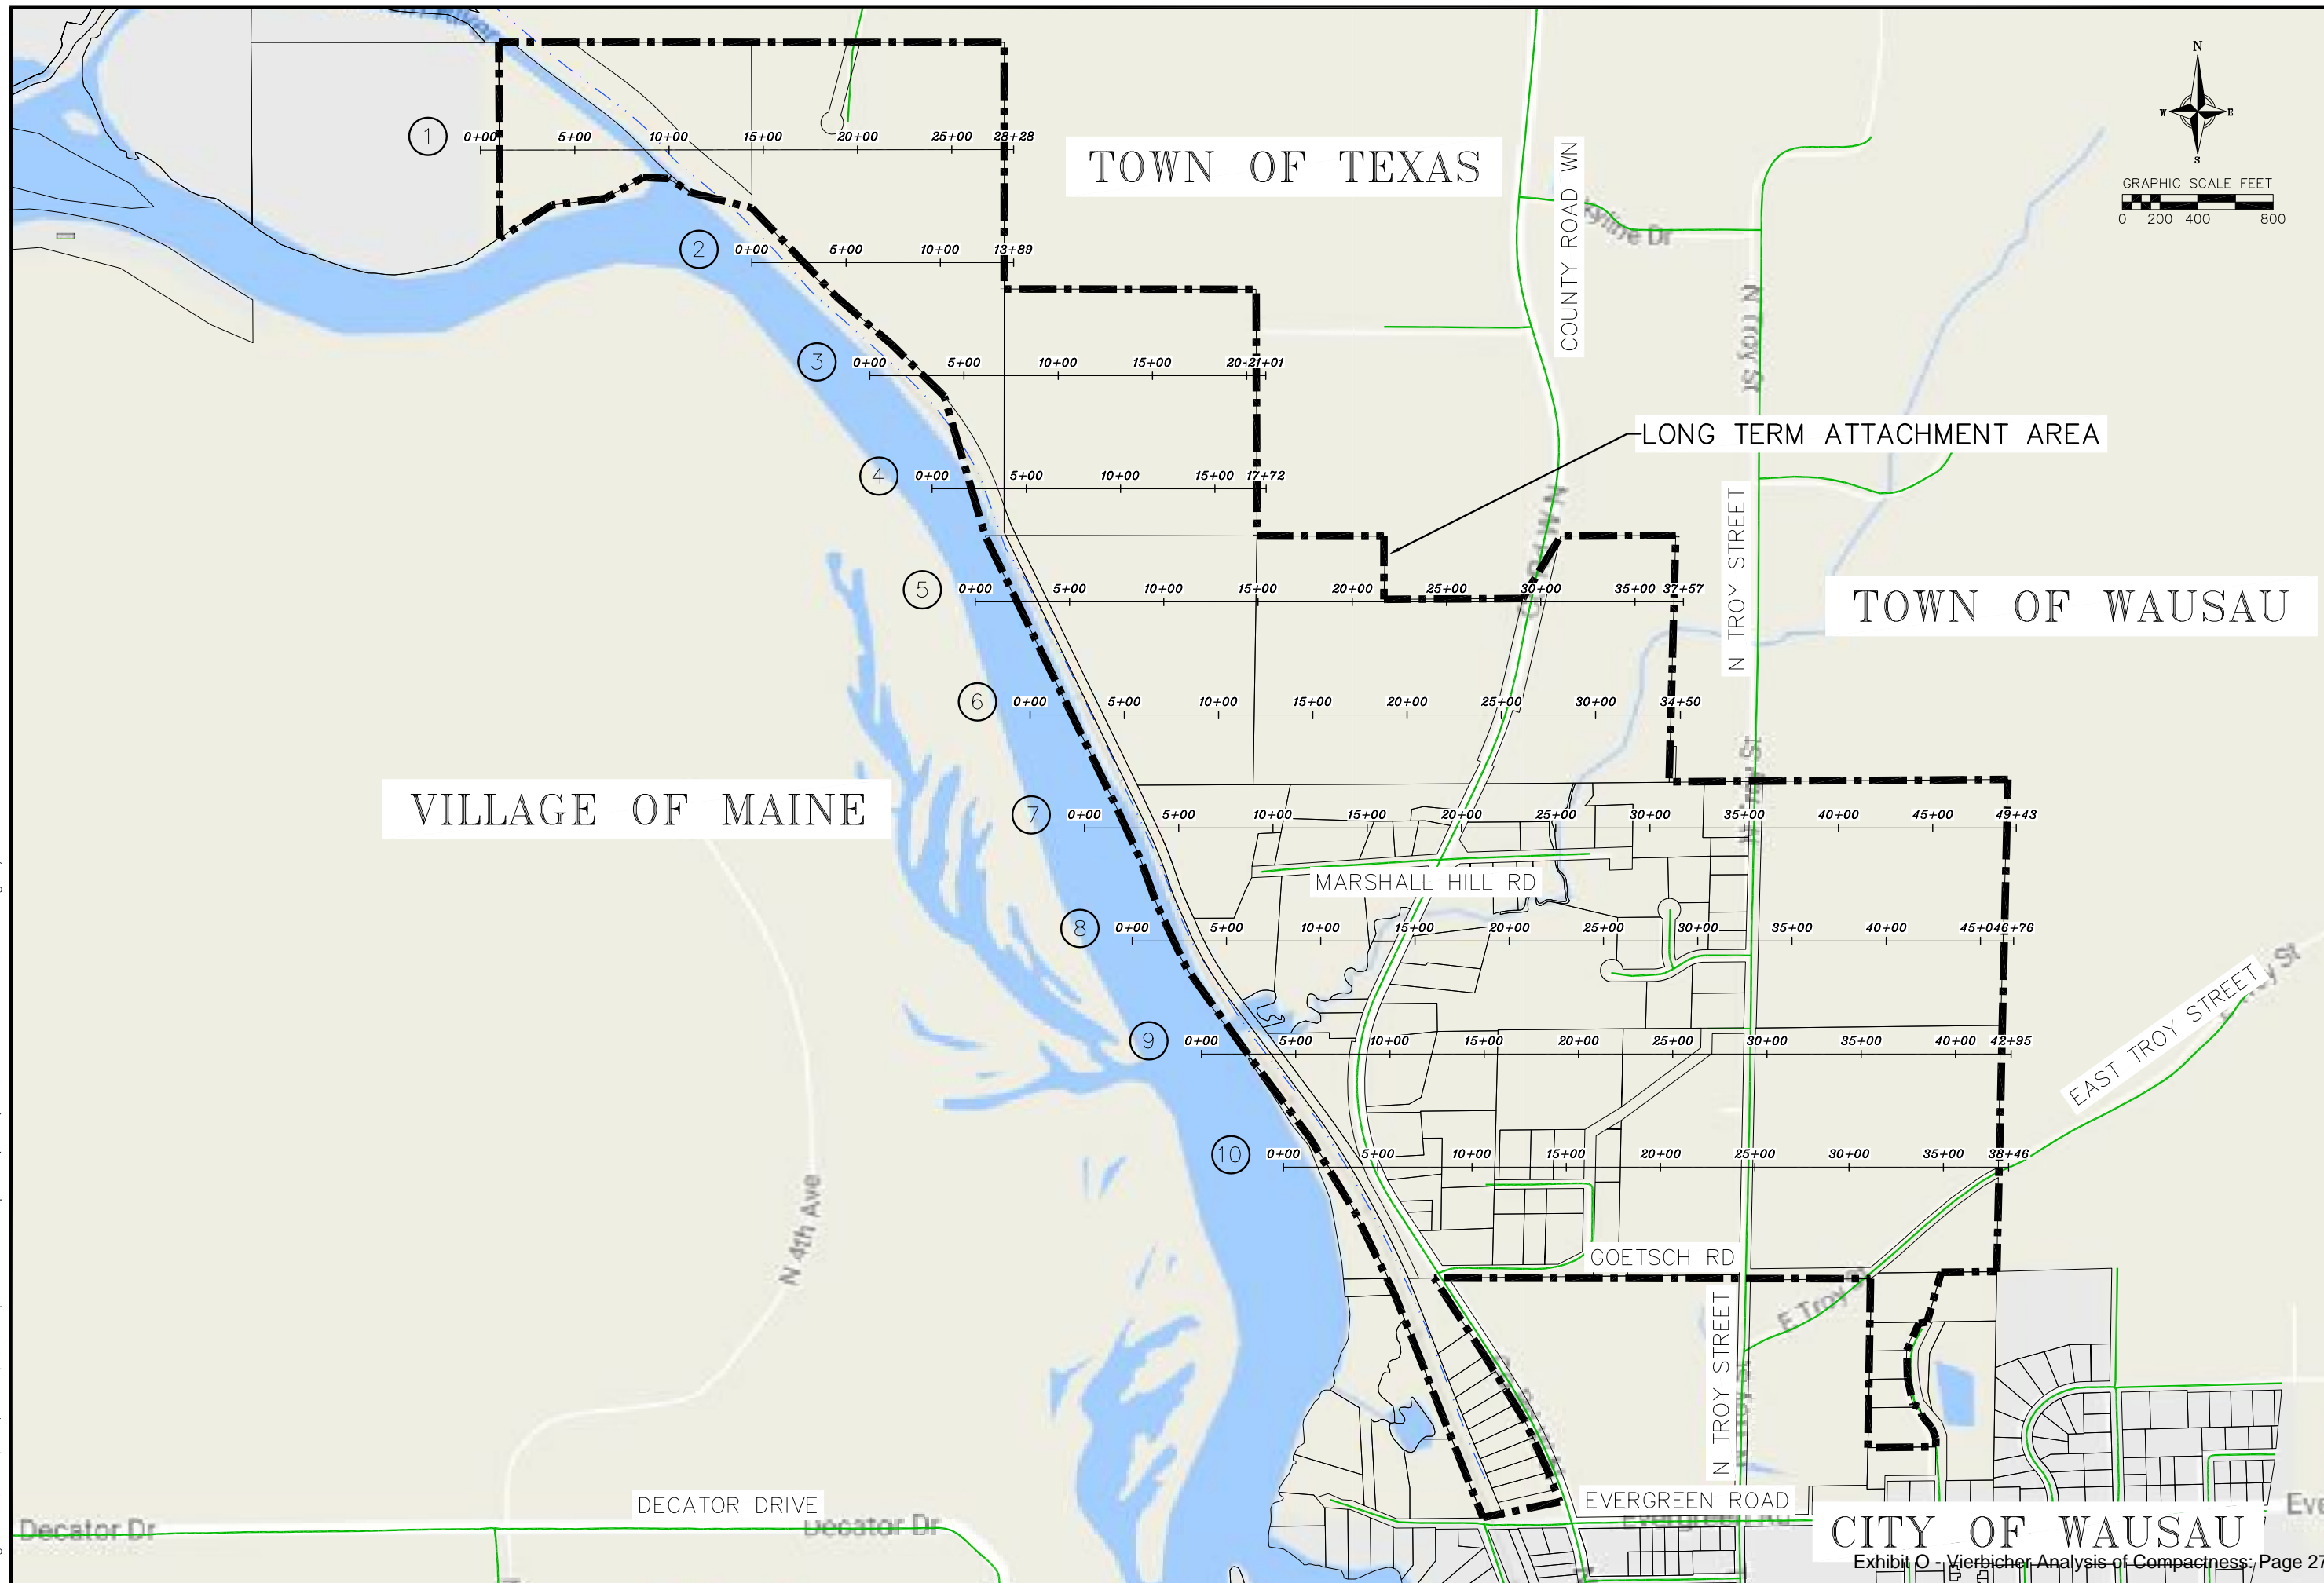 N
W E
S
GRAPHIC SCALE FEET
0 200 400 800
TOWN OF TEXAS
COUNTY ROAD WN
N Troy St
1 0+00 5+00 10+00 15+00 20+00 25+00 28+28
2 0+00 5+00 10+00 13+89
3 0+00 5+00 10+00 15+00 21+01
LONG TERM ATTACHMENT AREA
4 0+00 5+00 10+00 15+00 17+72
N TROY STREET
TOWN OF WAUSAU
5 0+00 5+00 10+00 15+00 20+00 25+00 30+00 35+00 37+57
6 0+00 5+00 10+00 15+00 20+00 25+00 30+00 34+50
VILLAGE OF MAINE
7 0+00 5+00 10+00 15+00 20+00 25+00 30+00 35+00 40+00 45+00 49+43
MARSHALL HILL RD
8 0+00 5+00 10+00 15+00 20+00 25+00 30+00 35+00 40+00 46+76
EAST TROY STREET
9 0+00 5+00 10+00 15+00 20+00 25+00 30+00 35+00 40+00 42+95
10 0+00 5+00 10+00 15+00 20+00 25+00 30+00 35+00 38+46
N 4th Ave
GOETSCH RD
E Troy St
N TROY STREET
DECATOR DRIVE
EVERGREEN ROAD
Decator Dr
Decator Dr
Evergreen Rd
CITY OF WAUSAU
Exhibit O - Vierbicher Analysis of Compactness: Page 27